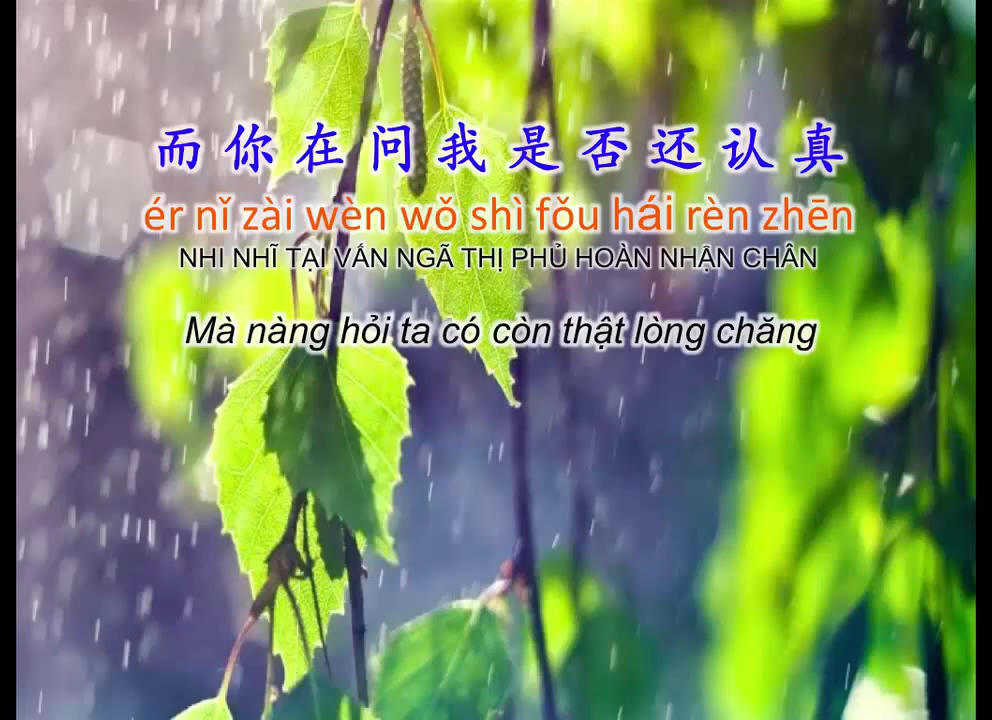 而你在问我是否还认真
ér nǐ zài wèn wǒ shì fǒu hái rèn zhēn
NHI NHĨ TẠI VẤN NGÃ THỊ PHỦ HOÀN NHẬN CHÂN
Mà nàng hỏi ta có còn thật lòng chăng